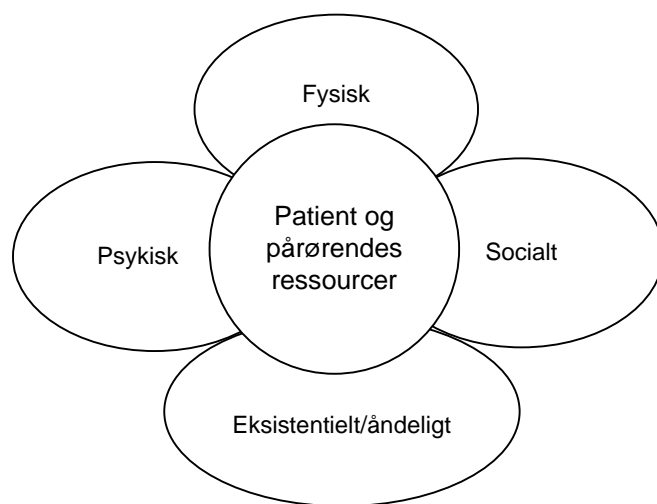 Fysisk
Psykisk
Patient og
pårørendes
ressourcer
Socialt
Eksistentielt/åndeligt